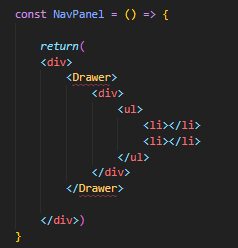 const NavPanel = () => {
return(
<div>
<Drawer>
<div>
<ul>
<li></li>
<li></li>
</ul>
</div>
</Drawer>
</div>)
}